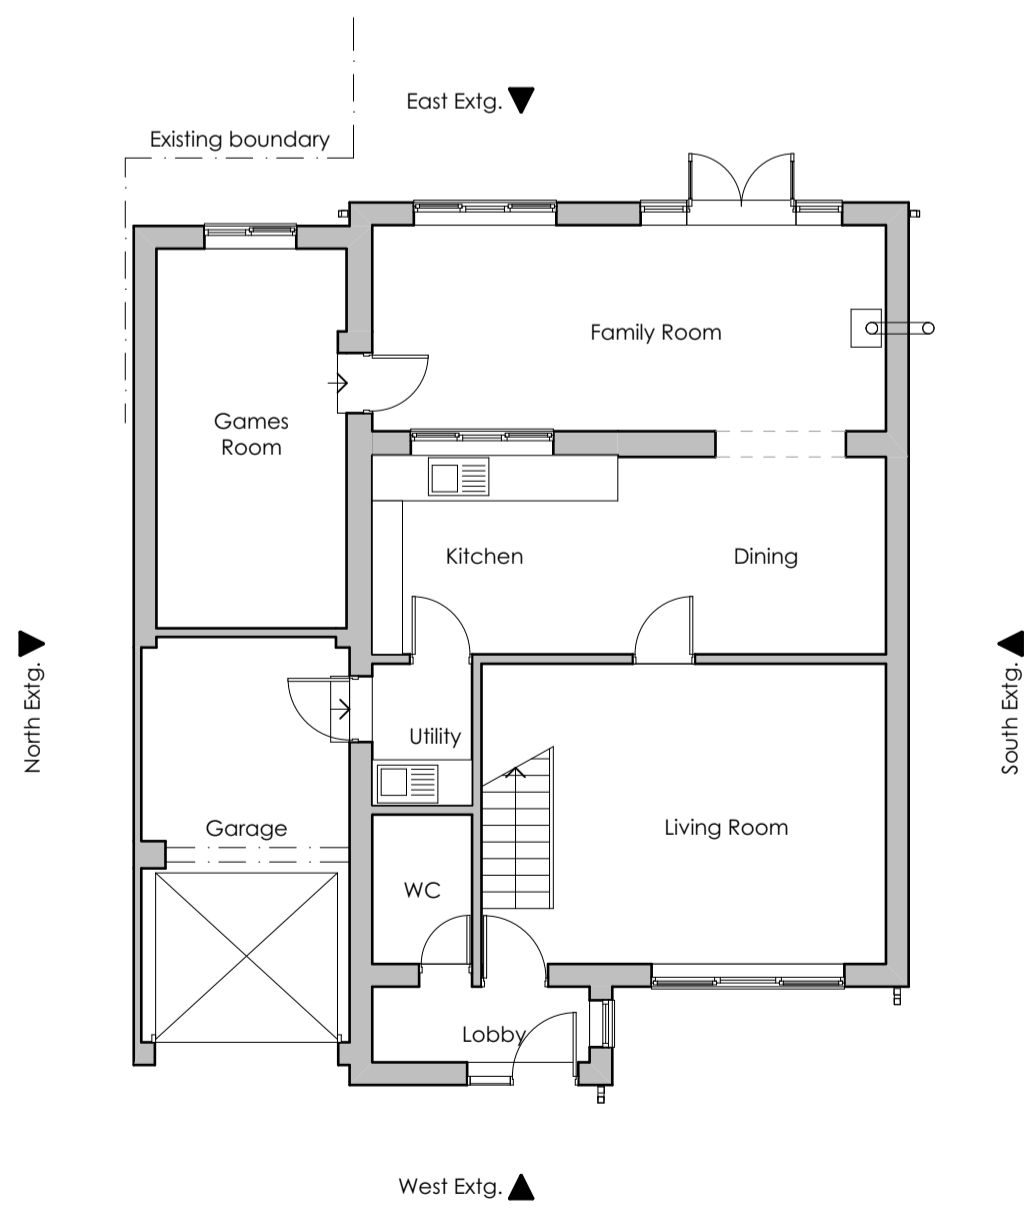 East Extg.
Existing boundary
Family Room
Games
Room
Kitchen
Dining
North Extg.
South Extg.
Utility
Garage
Living Room
WC
Lobby
West Extg.